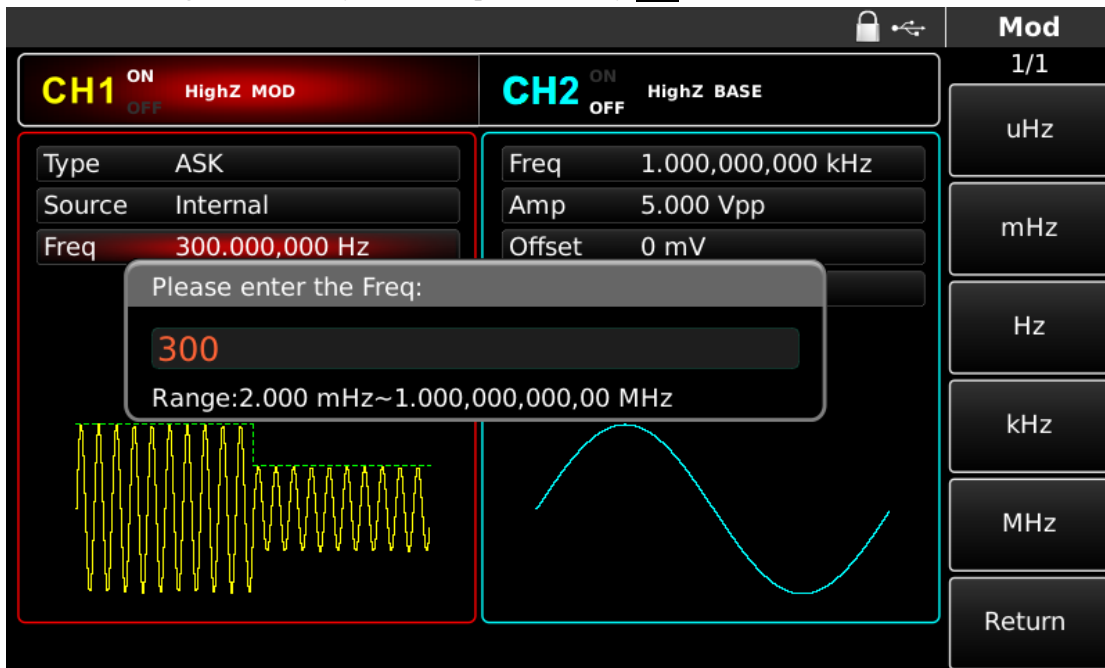 Mod
1/1
CH1 ON OFF HighZ MOD
CH2 ON OFF HighZ BASE
Type ASK
Source Internal
Freq 300.000,000 Hz
Freq 1.000,000,000 kHz
Amp 5.000 Vpp
Offset 0 mV
Please enter the Freq:
300
Range:2.000 mHz~1.000,000,000,00 MHz
uHz
mHz
Hz
kHz
MHz
Return